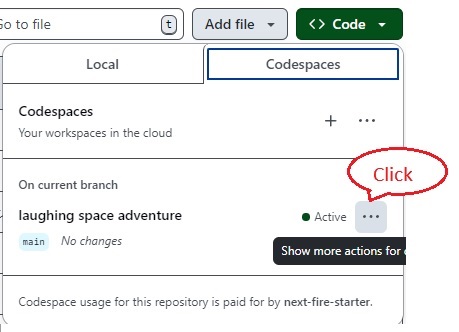 Go to file t Add file Code
Local Codespaces
Codespaces
Your workspaces in the cloud
On current branch
Click
laughing space adventure Active
main No changes
Show more actions for
Codespace usage for this repository is paid for by next-fire-starter.